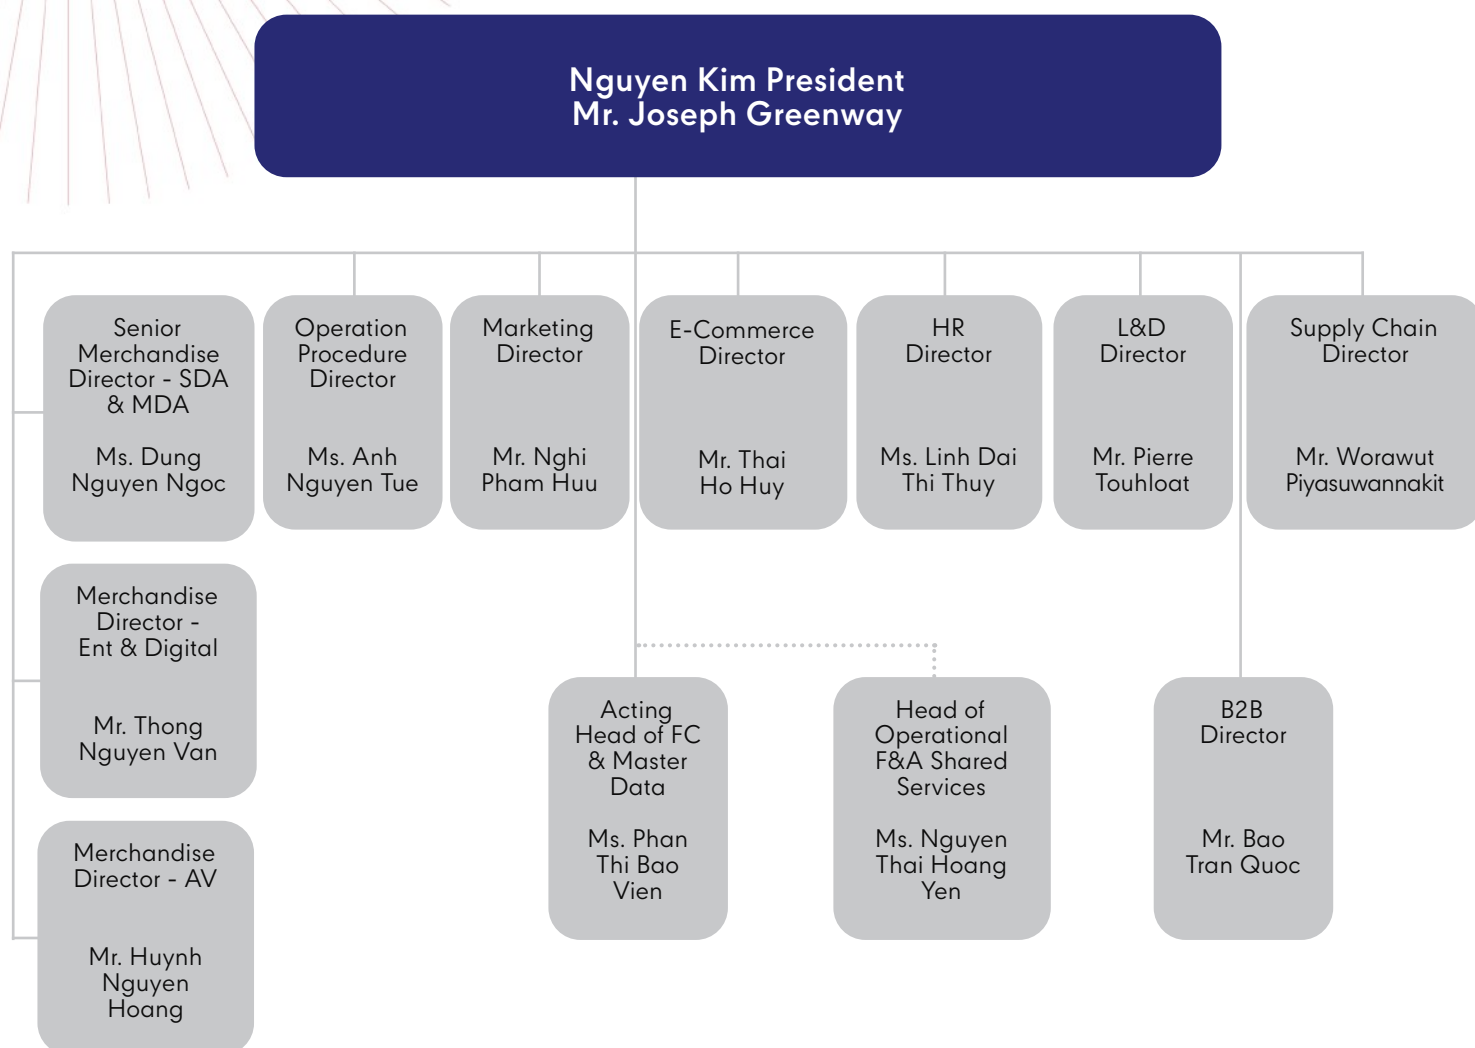 Nguyen Kim President
Mr. Joseph Greenway
Senior
Merchandise
Director - SDA
& MDA
Ms. Dung
Nguyen Ngoc
Operation
Procedure
Director
Ms. Anh
Nguyen Tue
Marketing
Director
Mr. Nghi
Pham Huu
E-Commerce
Director
Mr. Thai
Ho Huy
HR
Director
Ms. Linh Dai
Thi Thuy
L&D
Director
Mr. Pierre
Touhloat
Supply Chain
Director
Mr. Worawut
Piyasuwannakit
Merchandise
Director -
Ent & Digital
Mr. Thong
Nguyen Van
Acting
Head of FC
& Master
Data
Ms. Phan
Thi Bao
Vien
Head of
Operational
F&A Shared
Services
Ms. Nguyen
Thai Hoang
Yen
B2B
Director
Mr. Bao
Tran Quoc
Merchandise
Director - AV
Mr. Huynh
Nguyen
Hoang